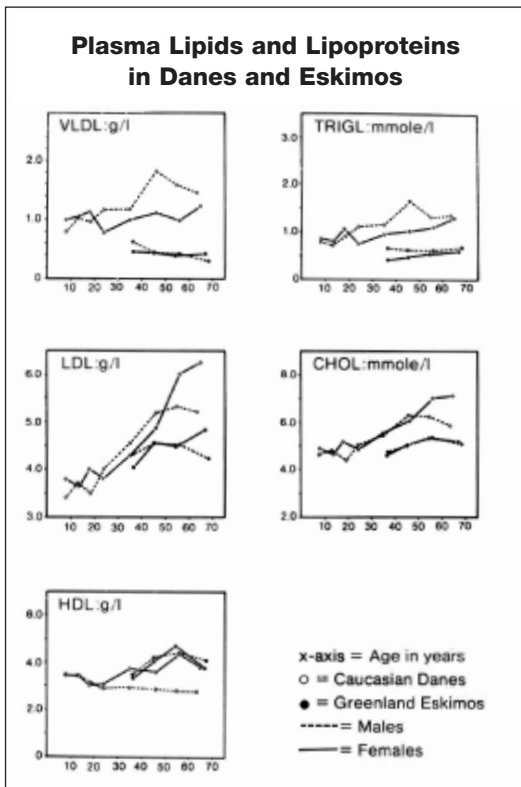 Plasma Lipids and Lipoproteins
in Danes and Eskimos
VLDL:g/l
2.0
1.0
0
10 20 30 40 50 60
TRIGL:mmole/l
3.0
2.0
1.0
0
10 20 30 40 50 60
LDL:g/l
6.0
5.0
4.0
3.0
10 20 30 40 50 60 70
CHOL:mmole/l
8.0
6.0
4.0
2.0
10 20 30 40 50 60 70
HDL:g/l
6.0
4.0
2.0
0
10 20 30 40 50 60 70
x-axis = Age in years
○ = Caucasian Danes
● = Greenland Eskimos
-----= Males
—= Females